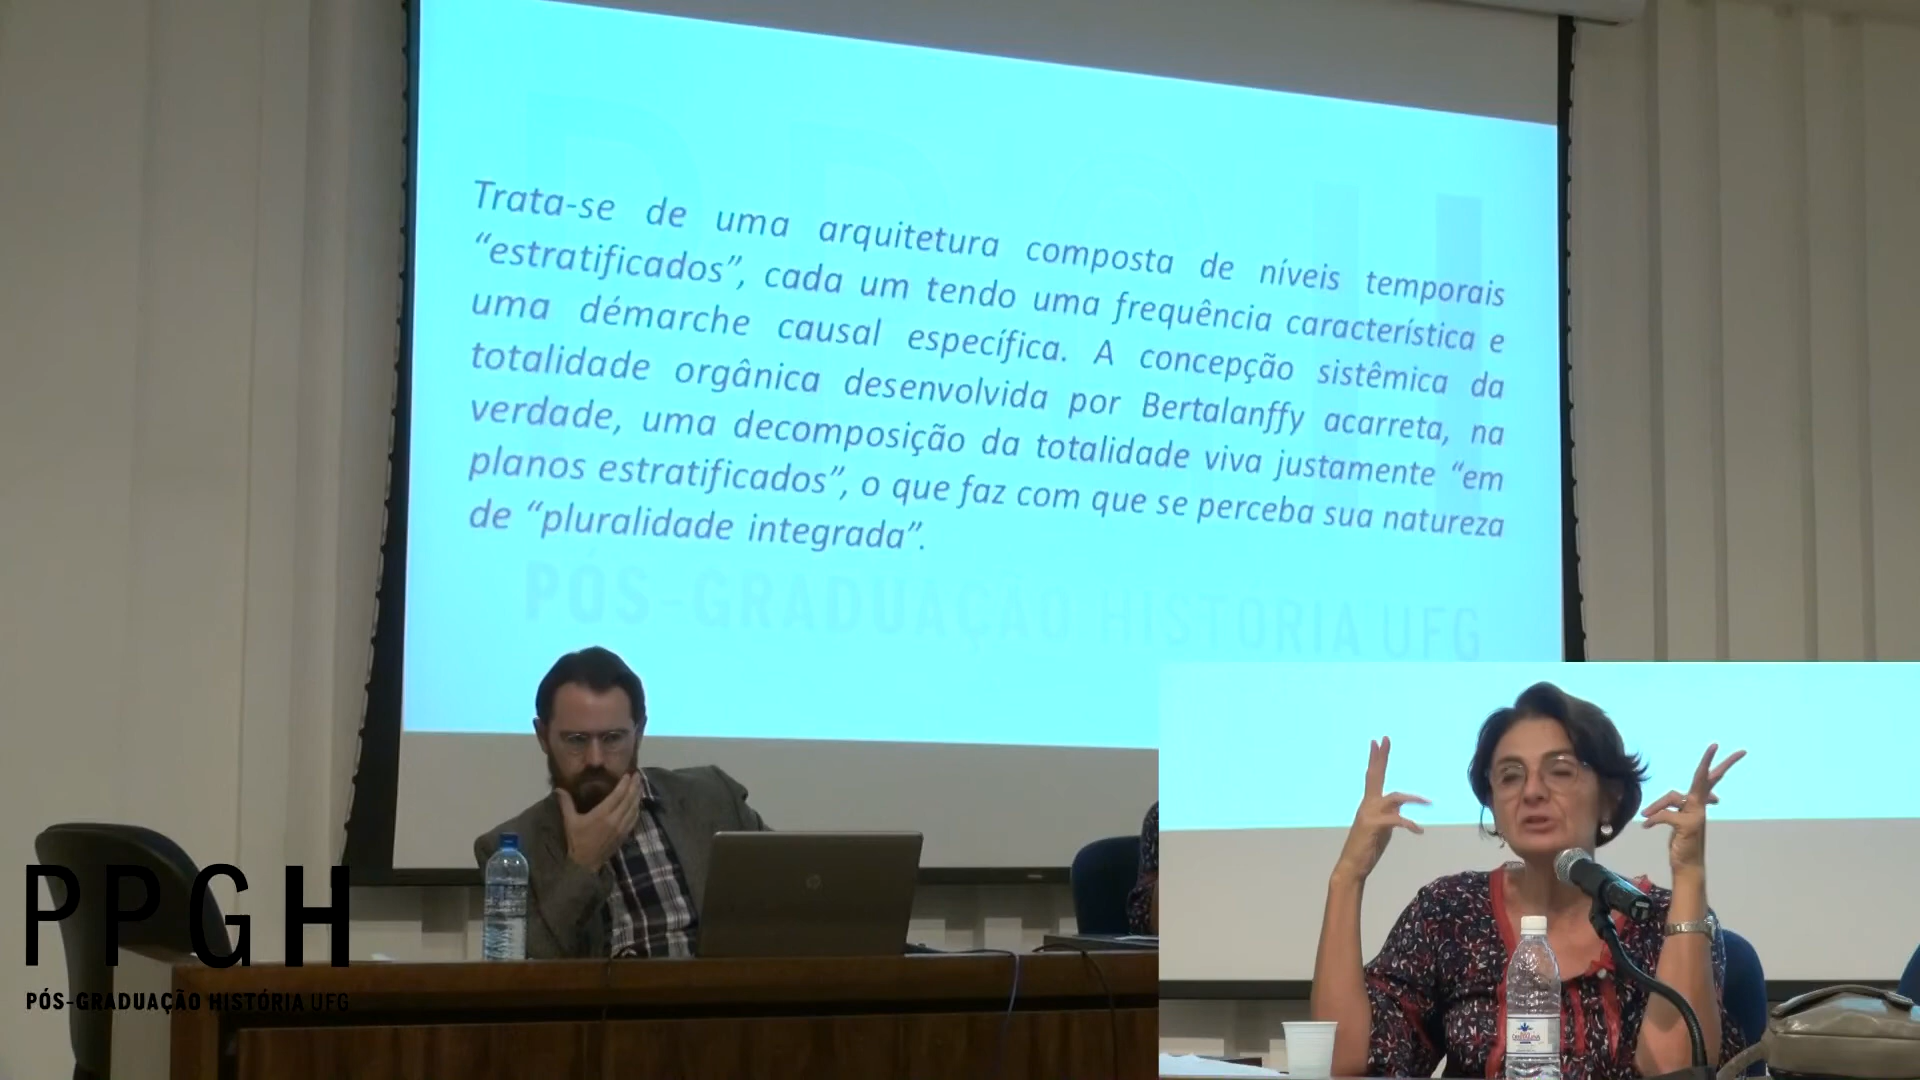 Trata-se de uma arquitetura composta de níveis temporais
“estratificados”, cada um tendo uma frequência característica e
uma démarche causal específica. A concepção sistêmica da
totalidade orgânica desenvolvida por Bertalanffy acarreta, na
verdade, uma decomposição da totalidade viva justamente “em
planos estratificados”, o que faz com que se perceba sua natureza
de “pluralidade integrada”.
PPGH
PÓS-GRADUAÇÃO HISTÓRIA UFG
PPGH
PÓS-GRADUAÇÃO HISTÓRIA UFG
hp